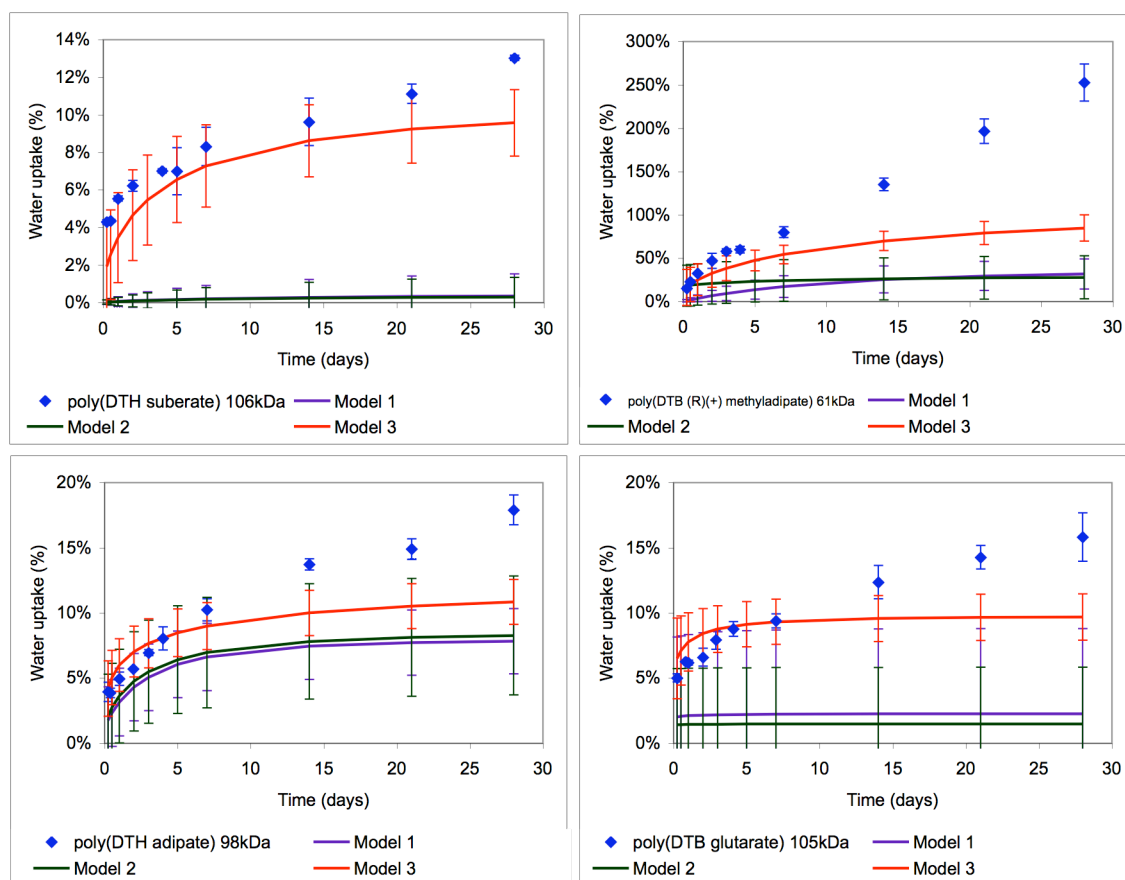 14%
12%
10%
8%
6%
4%
2%
0%
Water uptake (%)
0 5 10 15 20 25 30
Time (days)
poly(DTH suberate) 106kDa Model 1
Model 2 Model 3
300%
250%
200%
150%
100%
50%
0%
Water uptake (%)
0 5 10 15 20 25 30
Time (days)
poly(DTB (R)(+) methyladipate) 61kDa Model 1
Model 2 Model 3
20%
15%
10%
5%
0%
Water uptake (%)
0 5 10 15 20 25 30
Time (days)
poly(DTH adipate) 98kDa Model 1
Model 2 Model 3
20%
15%
10%
5%
0%
Water uptake (%)
0 5 10 15 20 25 30
Time (days)
poly(DTB glutarate) 105kDa Model 1
Model 2 Model 3